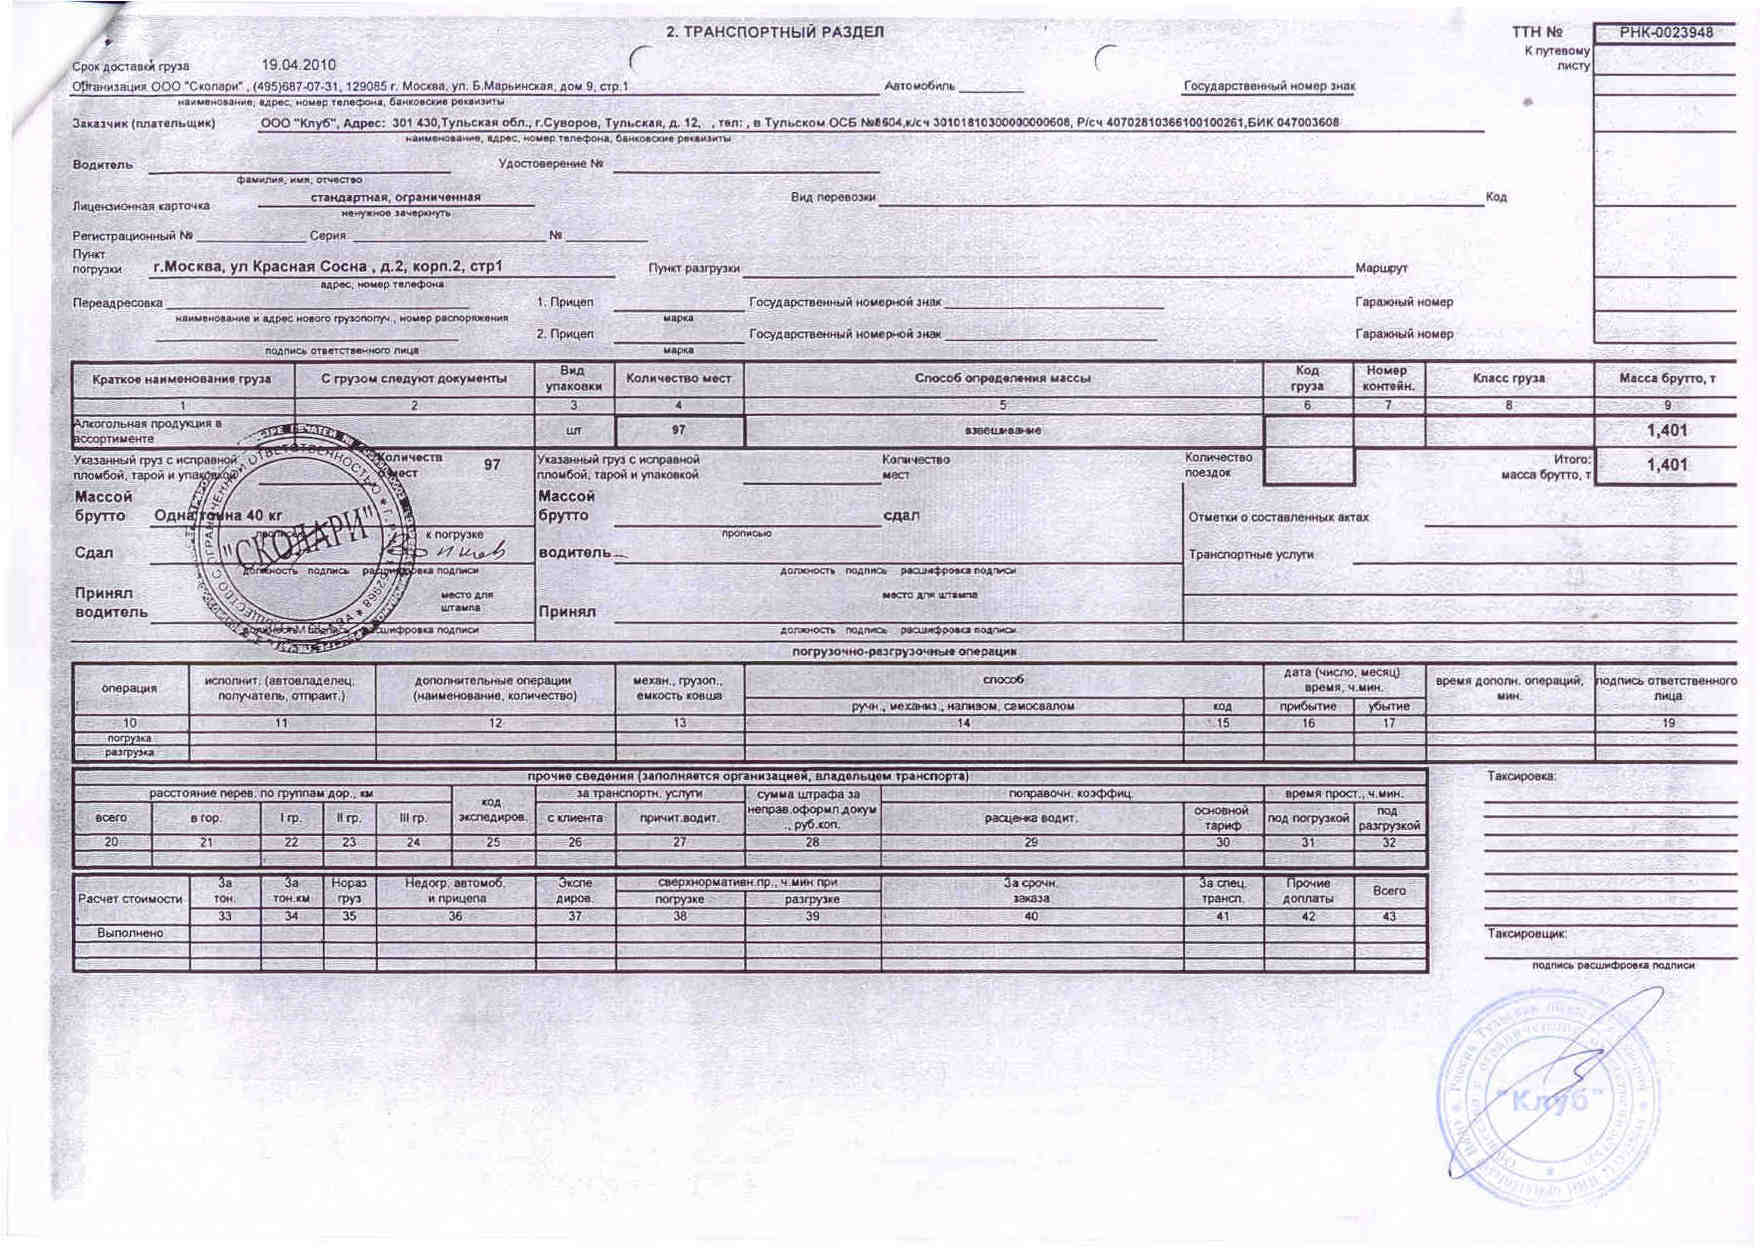 2. ТРАНСПОРТНЫЙ РАЗДЕЛ
ТТН № РНК-0023948
К путевому листу
Срок доставки груза 19.04.2010
Организация ООО "Сколари" , (495)687-07-31, 129085 г. Москва, ул. Б.Марьинская, дом 9, стр.1 Автомобиль Государственный номер знак
наименование, адрес, номер телефона, банковские реквизиты
Заказчик (плательщик) ООО "Клуб", Адрес: 301 430,Тульская обл., г.Суворов, Тульская, д. 12, , тел: , в Тульском ОСБ №8604,к/сч 30101810300000000608, Р/сч 40702810366100100261,БИК 047003608
наименование, адрес, номер телефона, банковские реквизиты
Водитель Удостоверение №
фамилия, имя, отчество
Лицензионная карточка стандартная, ограниченная Вид перевозки Код
ненужное зачеркнуть
Регистрационный № Серия: №
Пункт погрузки г.Москва, ул Красная Сосна , д.2, корп.2, стр1 Пункт разгрузки Маршрут
адрес, номер телефона
Переадресовка 1. Прицеп Государственный номерной знак Гаражный номер
наименование и адрес нового грузополуч., номер распоряжения марка
2. Прицеп Государственный номерной знак Гаражный номер
подпись ответственного лица марка
Краткое наименование груза С грузом следуют документы Вид упаковки Количество мест Способ определения массы Код груза Номер контейн. Класс груза Масса брутто, т
1 2 3 4 5 6 7 8 9
Алкогольная продукция в ассортименте шт 97 взвешивание 1,401
Указанный груз с исправной пломбой, тарой и упаковкой Количеств мест 97 Указанный груз с исправной пломбой, тарой и упаковкой Количество мест Количество поездок Итого: масса брутто, т 1,401
Массой брутто Одна тонна 40 кг Массой брутто сдал Отметки о составленных актах
к погрузке прописью
Сдал водитель Транспортные услуги
должность подпись расшифровка подписи должность подпись расшифровка подписи
Принял водитель место для штампа Принял место для штампа
расшифровка подписи должность подпись расшифровка подписи
"СКОЛАРИ"
погрузочно-разгрузочные операции
операция исполнит. (автовладелец, получатель, отправит.) дополнительные операции (наименование, количество) механ., грузоп., емкость ковша способ дата (число, месяц) время, ч.мин. время дополн. операций, мин. подпись ответственного лица
ручн., механиз., наливом, самосвалом код прибытие убытие
10 11 12 13 14 15 16 17 19
погрузка
разгрузка
прочие сведения (заполняется организацией, владельцем транспорта) Таксировка:
расстояние перев. по группам дор., км код экспедиров. за транспортн. услуги сумма штрафа за неправ.оформл.докум., руб.коп. поправочн. коэффиц. время прост., ч.мин.
всего в гор. I гр. II гр. III гр. с клиента причит.водит. расценка водит. основной тариф под погрузкой под разгрузкой
20 21 22 23 24 25 26 27 28 29 30 31 32
Расчет стоимости За тон. За тон.км Нораз груз Недогр. автомоб. и прицепа Экспе диров. сверхнормативн.пр., ч.мин при За срочн. заказа За спец. трансп. Прочие доплаты Всего
погрузке разгрузке
33 34 35 36 37 38 39 40 41 42 43
Выполнено Таксировщик:
подпись расшифровка подписи
"Клуб"